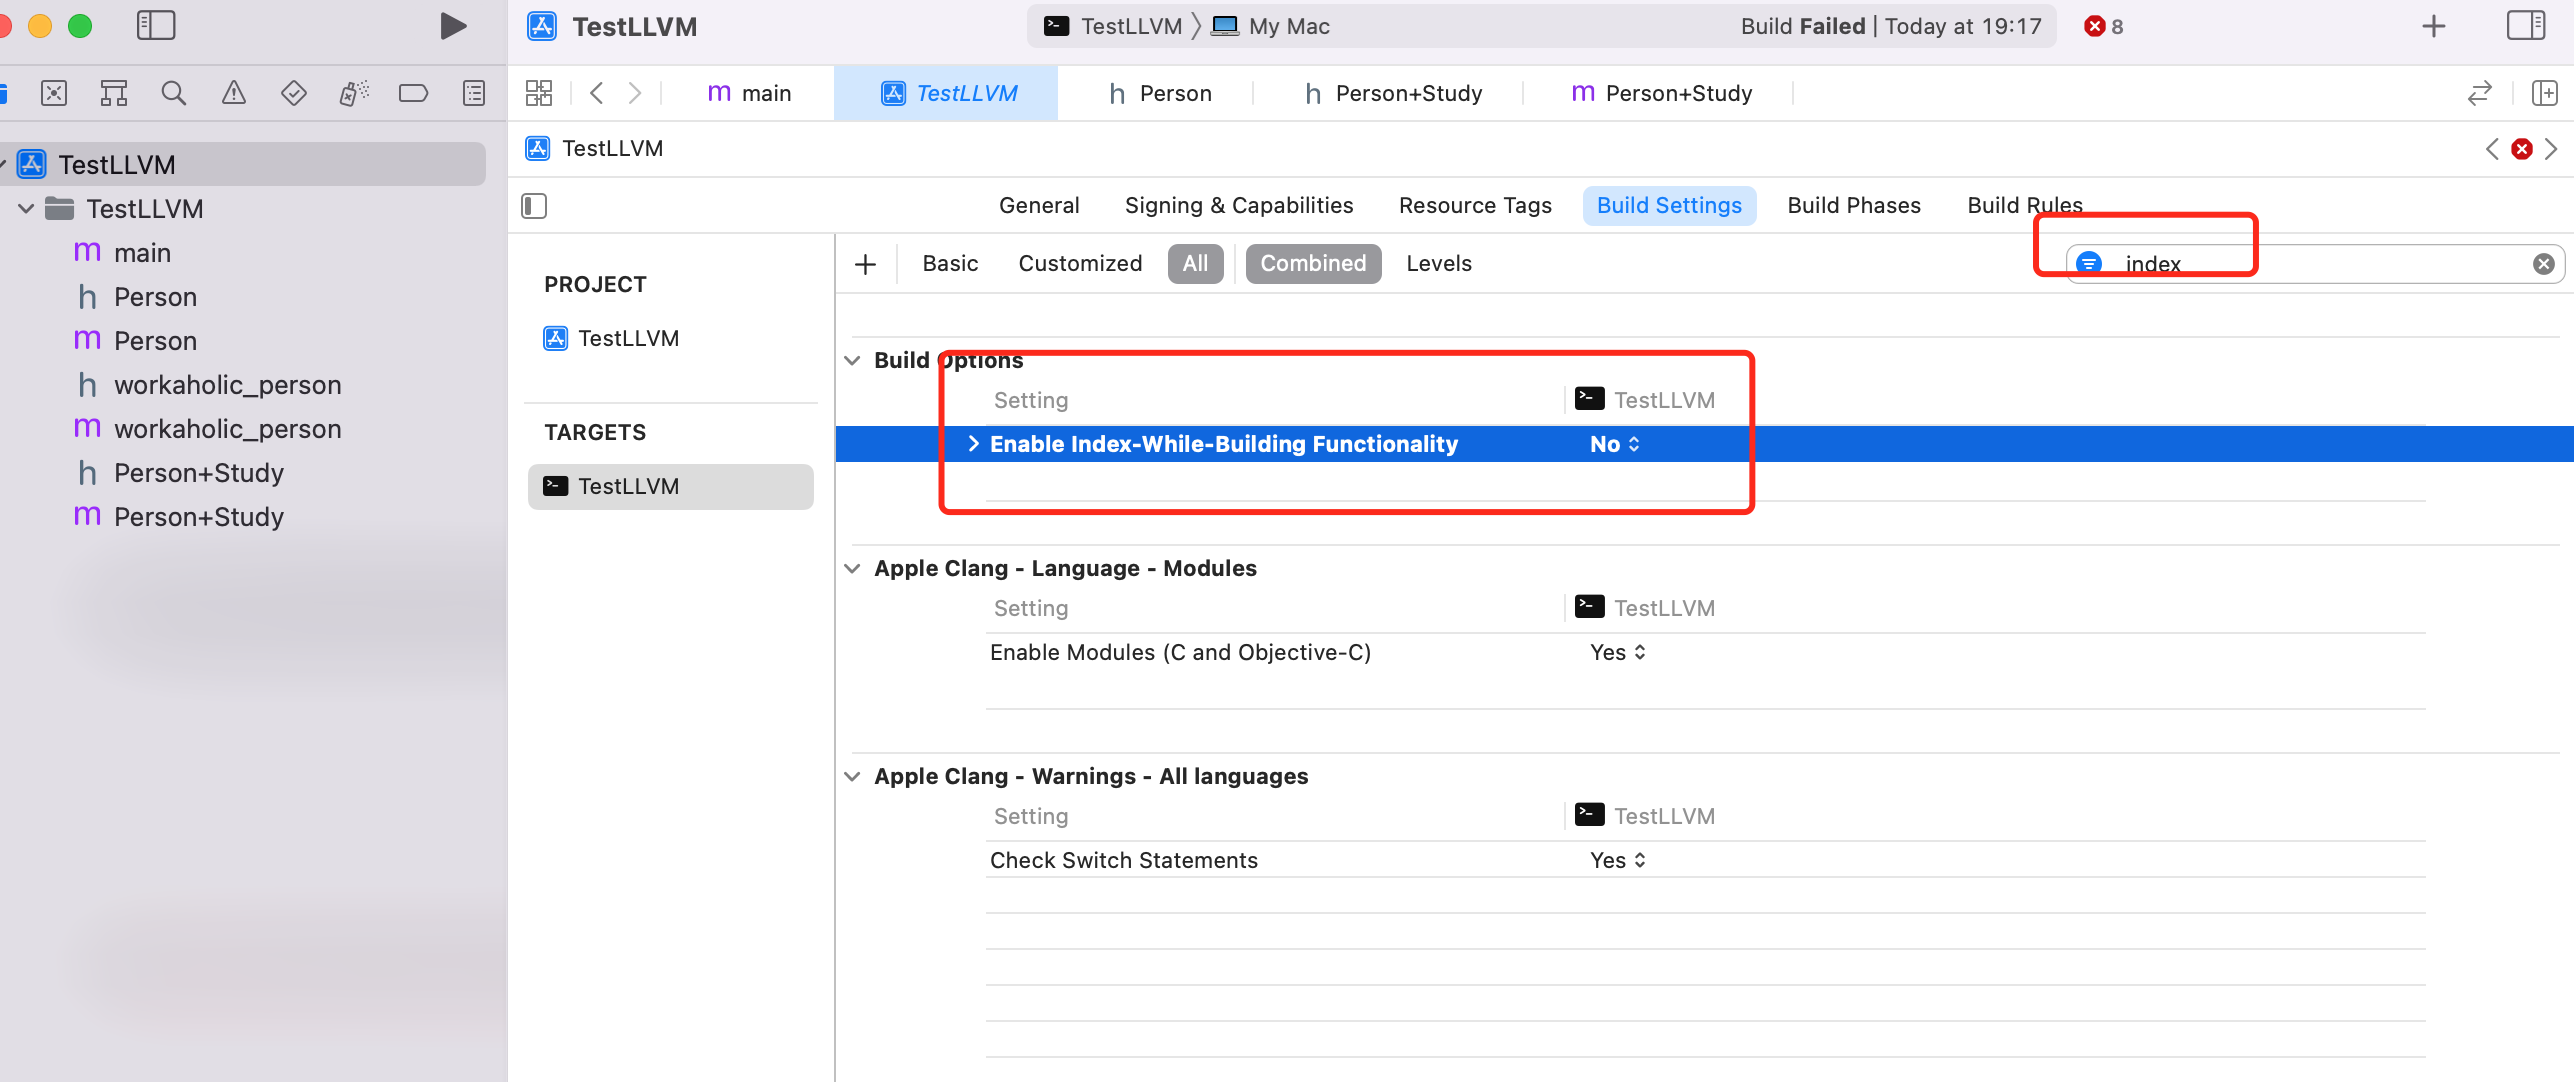 TestLLVM
TestLLVM 〉 My Mac
Build Failed | Today at 19:17
8
main
TestLLVM
Person
Person+Study
Person+Study
TestLLVM
TestLLVM
TestLLVM
main
Person
Person
workaholic_person
workaholic_person
Person+Study
Person+Study
General
Signing & Capabilities
Resource Tags
Build Settings
Build Phases
Build Rules
PROJECT
TestLLVM
TARGETS
TestLLVM
Basic
Customized
All
Combined
Levels
index
Build Options
Setting
TestLLVM
Enable Index-While-Building Functionality
No
Apple Clang - Language - Modules
Setting
TestLLVM
Enable Modules (C and Objective-C)
Yes
Apple Clang - Warnings - All languages
Setting
TestLLVM
Check Switch Statements
Yes